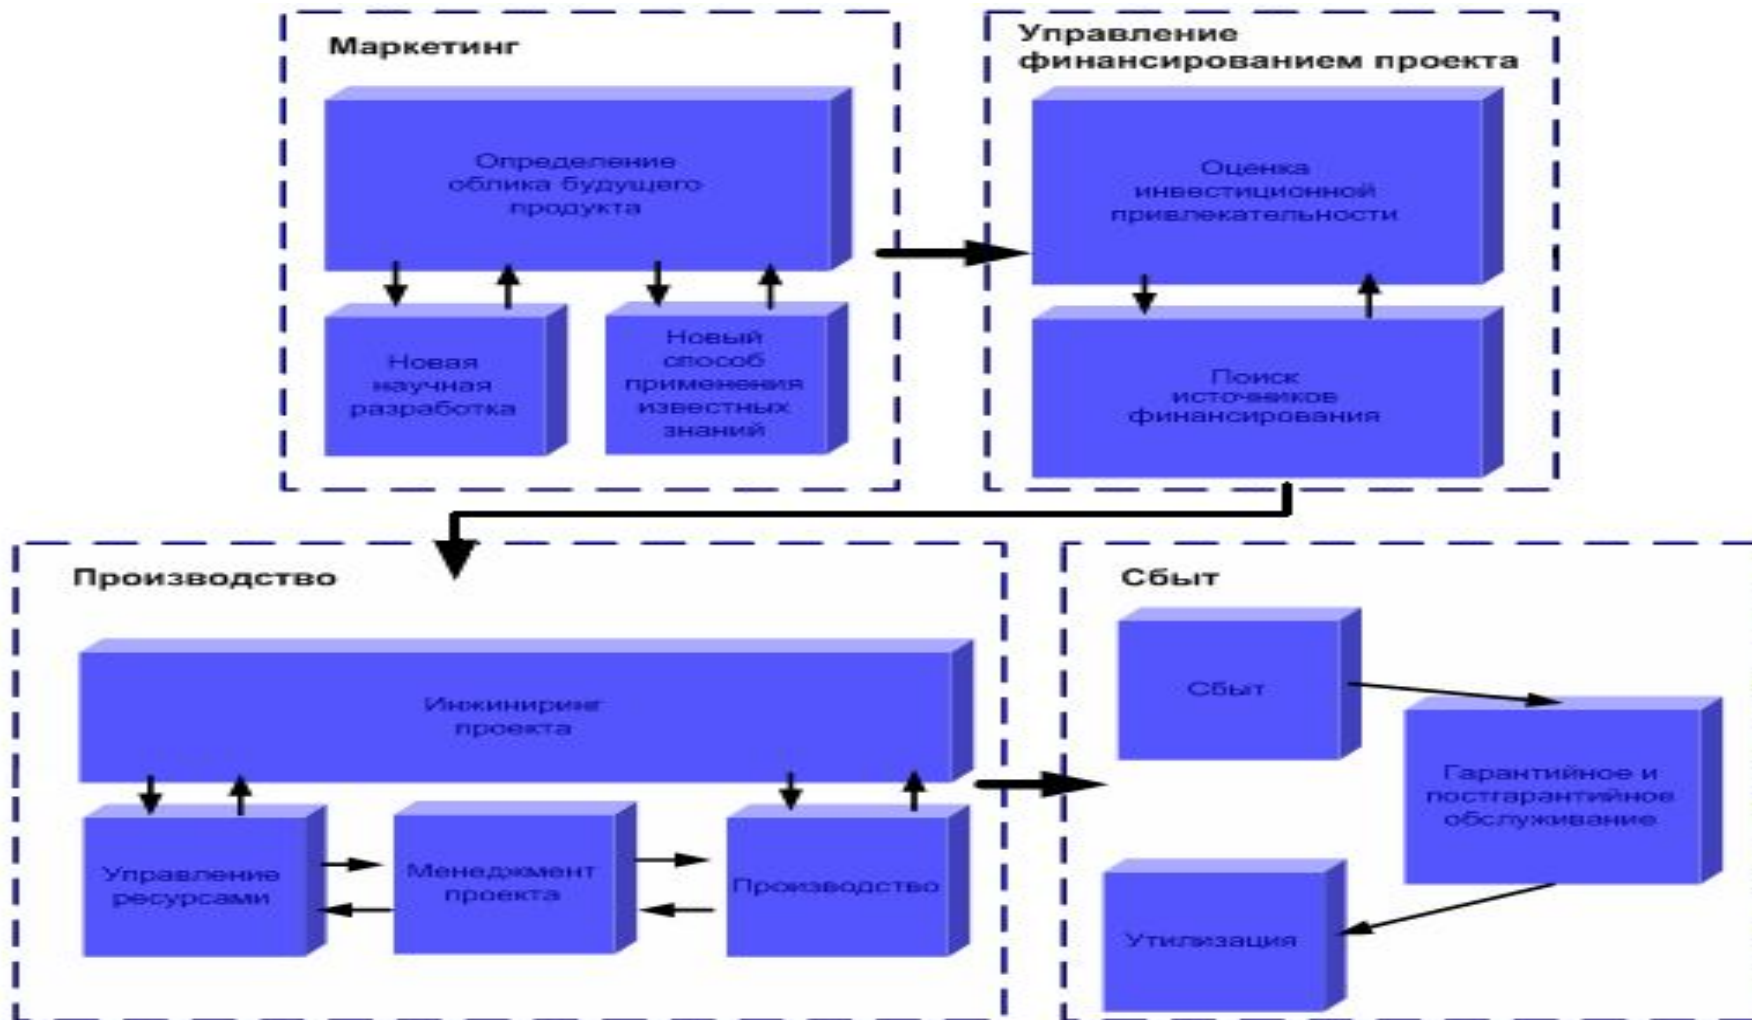 Маркетинг
Определение
облика будущего
продукта
Новая
научная
разработка
Новый
способ
применения
известных
знаний
Управление
финансированием проекта
Оценка
инвестиционной
привлекательности
Поиск
источников
финансирования
Производство
Инжиниринг
проекта
Управление
ресурсами
Менеджмент
проекта
Производство
Сбыт
Сбыт
Гарантийное и
постгарантийное
обслуживание
Утилизация